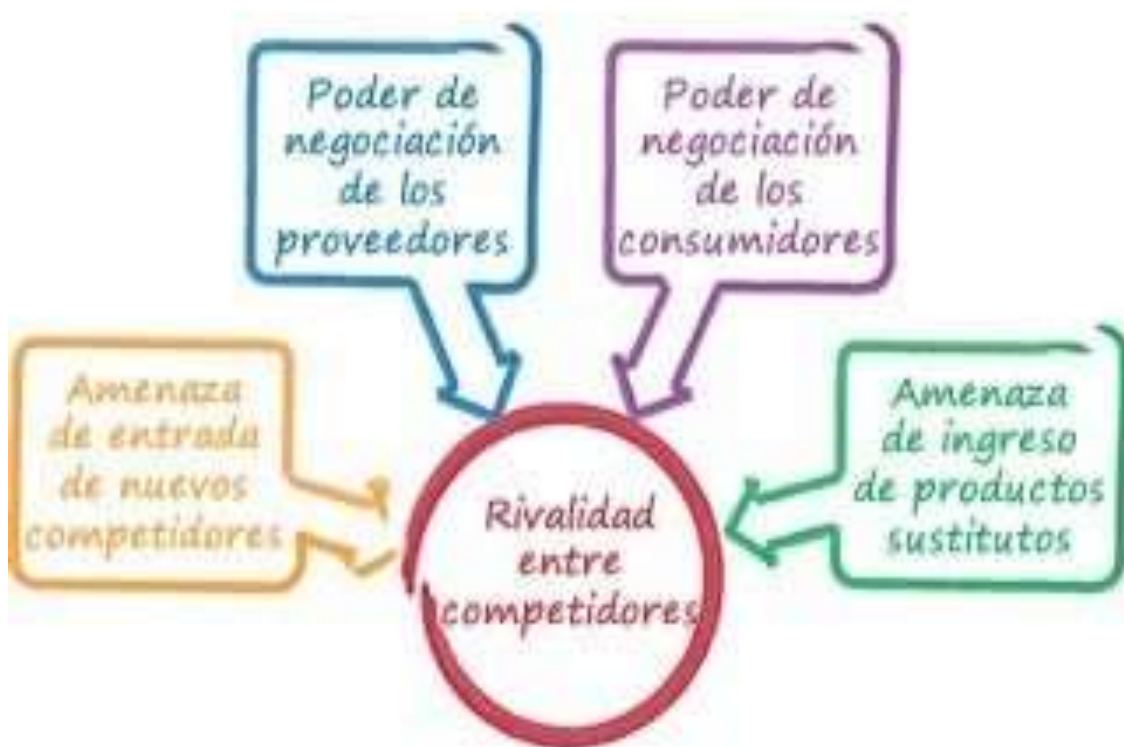 Poder de
negociación
de los
proveedores
Poder de
negociación
de los
consumidores
Amenaza
de entrada
de nuevos
competidores
Amenaza
de ingreso
de productos
sustitutos
Rivalidad
entre
competidores